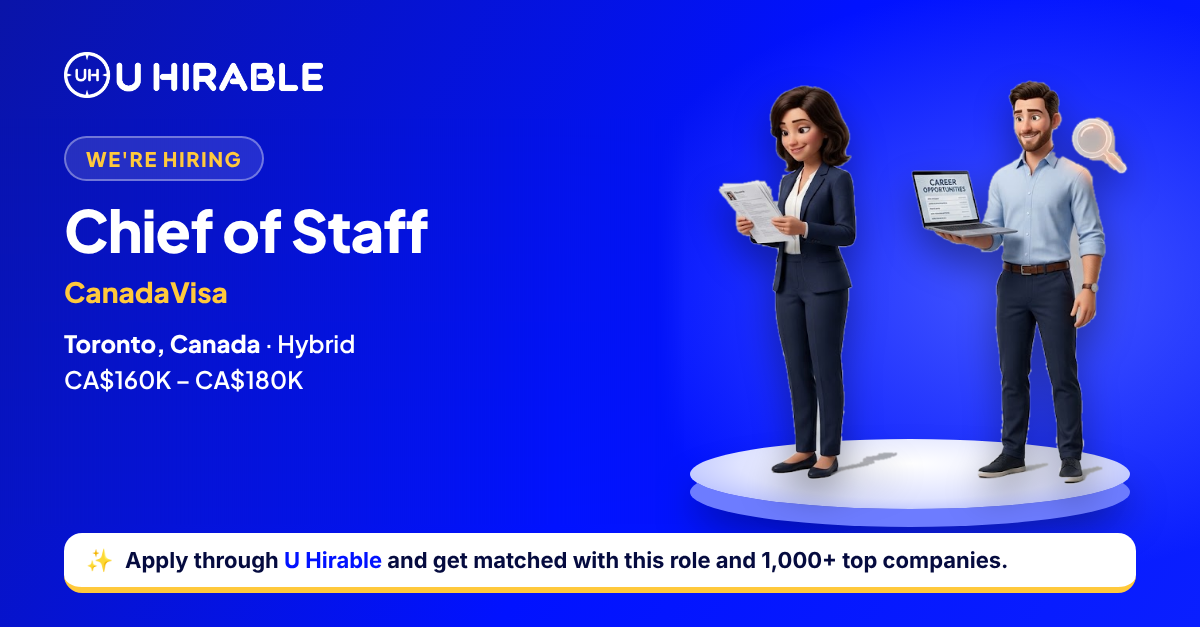 UH U HIRABLE
WE'RE HIRING
Chief of Staff
CanadaVisa
Toronto, Canada · Hybrid
CA$160K – CA$180K
CAREER
OPPORTUNITIES
✨ Apply through U Hirable and get matched with this role and 1,000+ top companies.